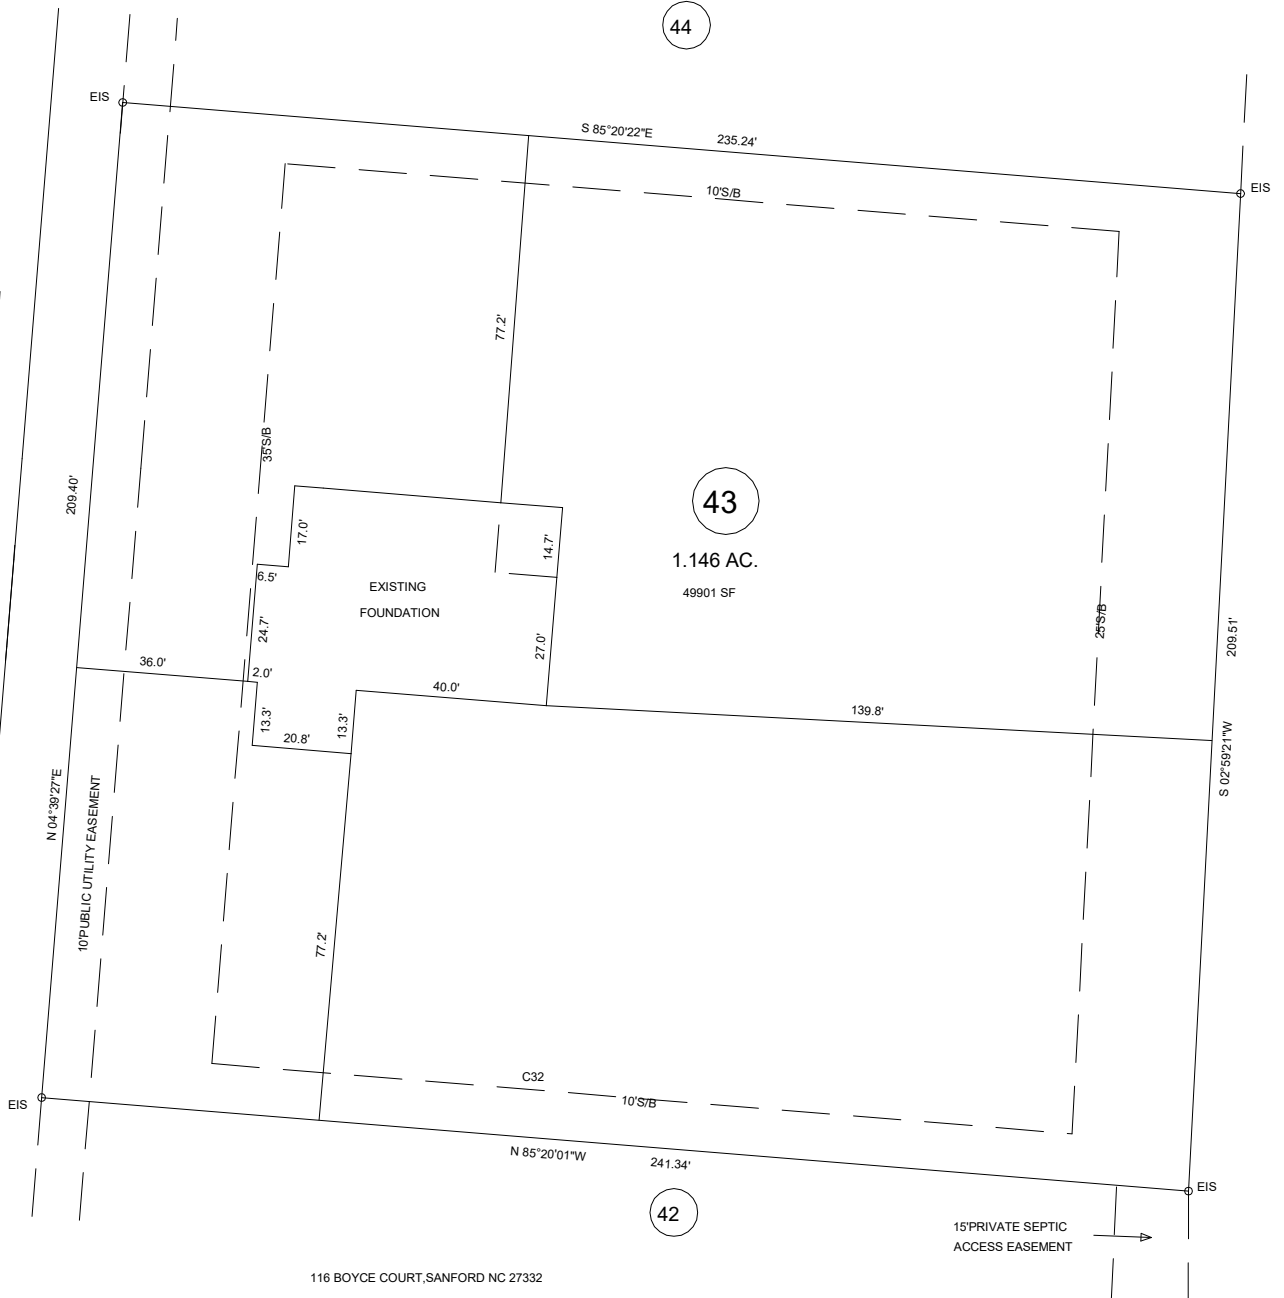 44
EIS
S 85°20'22"E
235.24'
EIS
10'S/B
77.2'
35'S/B
209.40'
43
1.146 AC.
49901 SF
17.0'
14.7'
6.5'
EXISTING
FOUNDATION
24.7'
27.0'
25'S/B
209.51'
36.0'
2.0'
40.0'
139.8'
13.3'
13.3'
20.8'
S 02°59'21"W
N 04°39'27"E
10'PUBLIC UTILITY EASEMENT
77.2'
C32
10'S/B
EIS
N 85°20'01"W
241.34'
EIS
42
15'PRIVATE SEPTIC
ACCESS EASEMENT
116 BOYCE COURT,SANFORD NC 27332